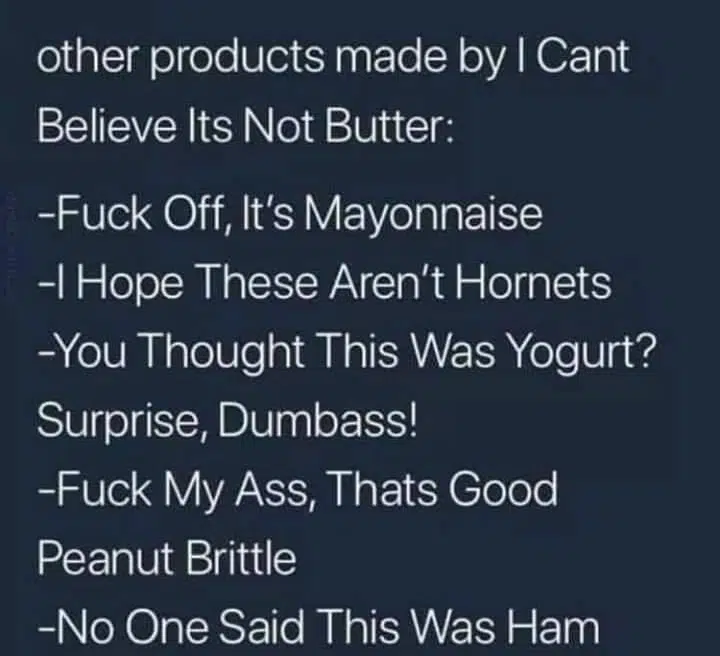 other products made by I Cant
Believe Its Not Butter:
-Fuck Off, It's Mayonnaise
-I Hope These Aren't Hornets
-You Thought This Was Yogurt?
Surprise, Dumbass!
-Fuck My Ass, Thats Good
Peanut Brittle
-No One Said This Was Ham